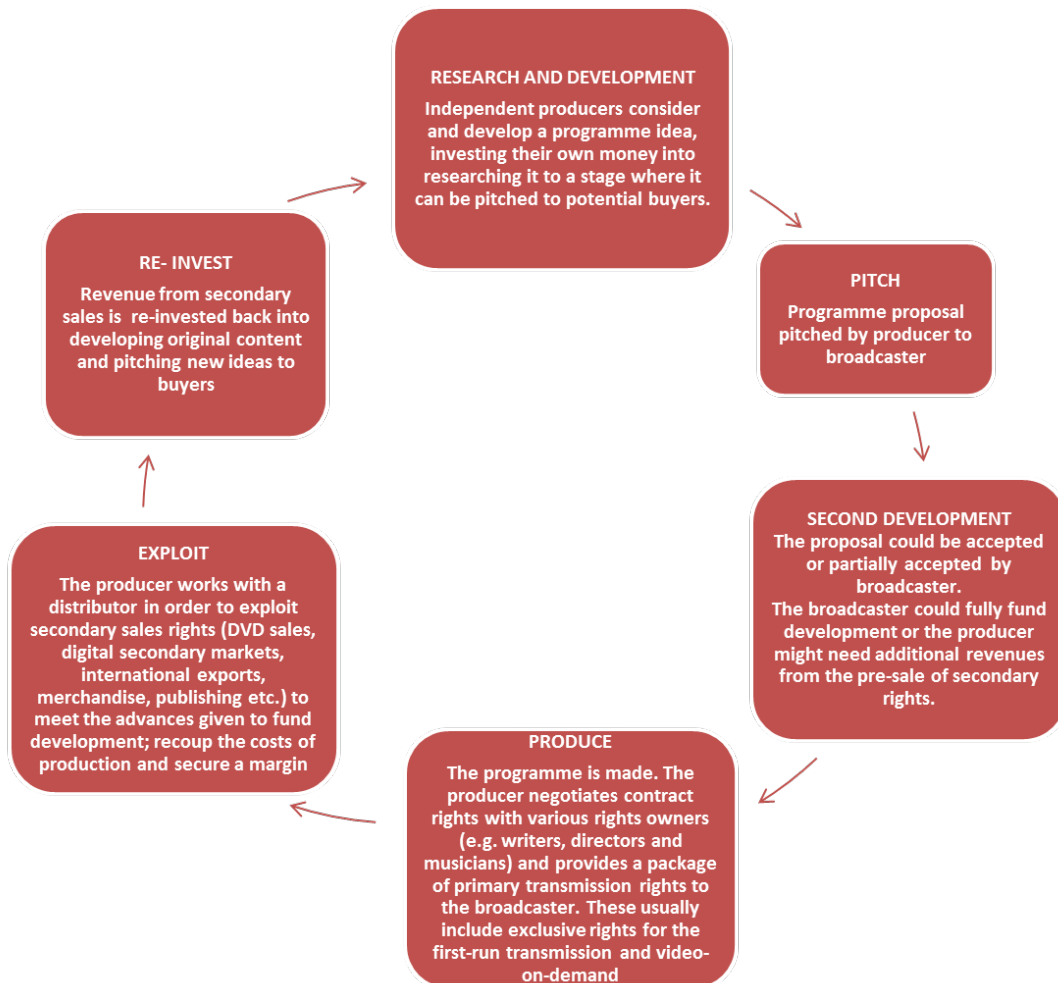 RESEARCH AND DEVELOPMENT
Independent producers consider
and develop a programme idea,
investing their own money into
researching it to a stage where it
can be pitched to potential buyers.
PITCH
Programme proposal
pitched by producer to
broadcaster
SECOND DEVELOPMENT
The proposal could be accepted
or partially accepted by
broadcaster.
The broadcaster could fully fund
development or the producer
might need additional revenues
from the pre-sale of secondary
rights.
PRODUCE
The programme is made. The
producer negotiates contract
rights with various rights owners
(e.g. writers, directors and
musicians) and provides a package
of primary transmission rights to
the broadcaster. These usually
include exclusive rights for the
first-run transmission and video-
on-demand
EXPLOIT
The producer works with a
distributor in order to exploit
secondary sales rights (DVD sales,
digital secondary markets,
international exports,
merchandise, publishing etc.) to
meet the advances given to fund
development; recoup the costs of
production and secure a margin
RE- INVEST
Revenue from secondary
sales is re-invested back into
developing original content
and pitching new ideas to
buyers